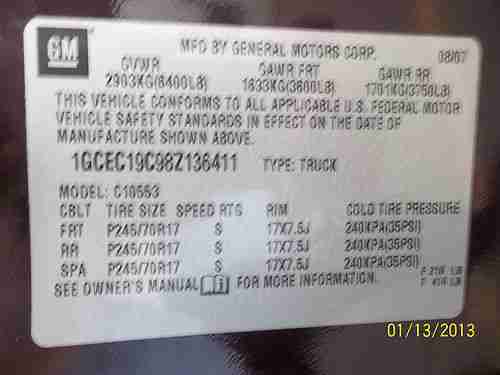 GM
MFD BY GENERAL MOTORS CORP. 08/07
GVWR GAWR FRT GAWR RR
2903KG(6400LB) 1633KG(3600LB) 1701KG(3750LB)
THIS VEHICLE CONFORMS TO ALL APPLICABLE U.S. FEDERAL MOTOR
VEHICLE SAFETY STANDARDS IN EFFECT ON THE DATE OF
MANUFACTURE SHOWN ABOVE.
1GCEC19C98Z136411 TYPE: TRUCK
MODEL: C10553
CBLT TIRE SIZE SPEED RTG RIM COLD TIRE PRESSURE
FRT P245/70R17 S 17X7.5J 240KPA(35PSI)
RR P245/70R17 S 17X7.5J 240KPA(35PSI)
SPA P245/70R17 S 17X7.5J 240KPA(35PSI)
SEE OWNER'S MANUAL FOR MORE INFORMATION.
01/13/2013